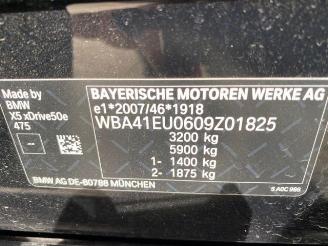 BAYERISCHE MOTOREN WERKE AG
Made by
BMW
X5 xDrive50e
475
e1*2007/46*1918
WBA41EU0609Z01825
3200 kg
5900 kg
1- 1400 kg
2- 1875 kg
--
BMW AG DE-80788 MÜNCHEN